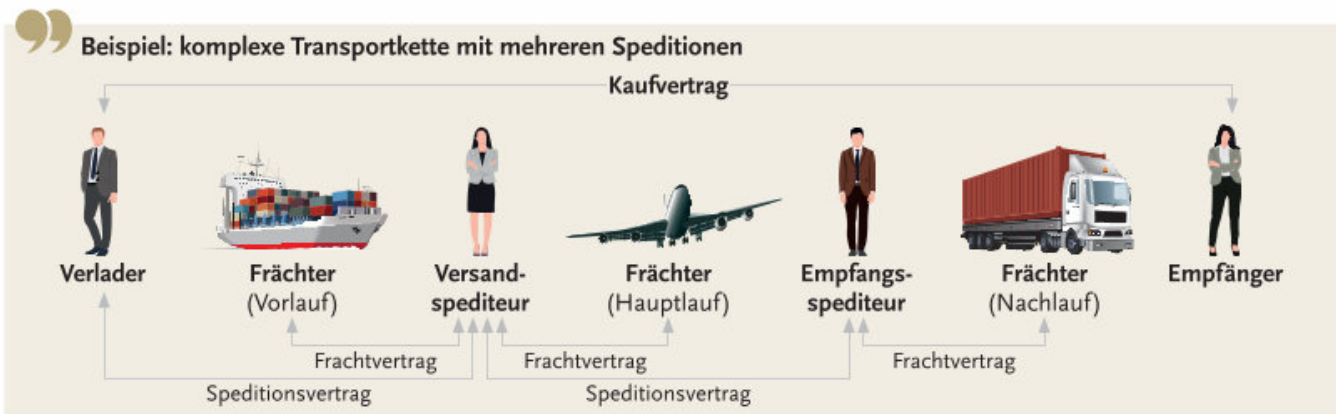 Beispiel: komplexe Transportkette mit mehreren Speditionen
Kaufvertrag
Verlader
Frächter
(Vorlauf)
Versand-
spediteur
Frächter
(Hauptlauf)
Empfangs-
spediteur
Frächter
(Nachlauf)
Empfänger
Frachtvertrag
Frachtvertrag
Frachtvertrag
Speditionsvertrag
Speditionsvertrag